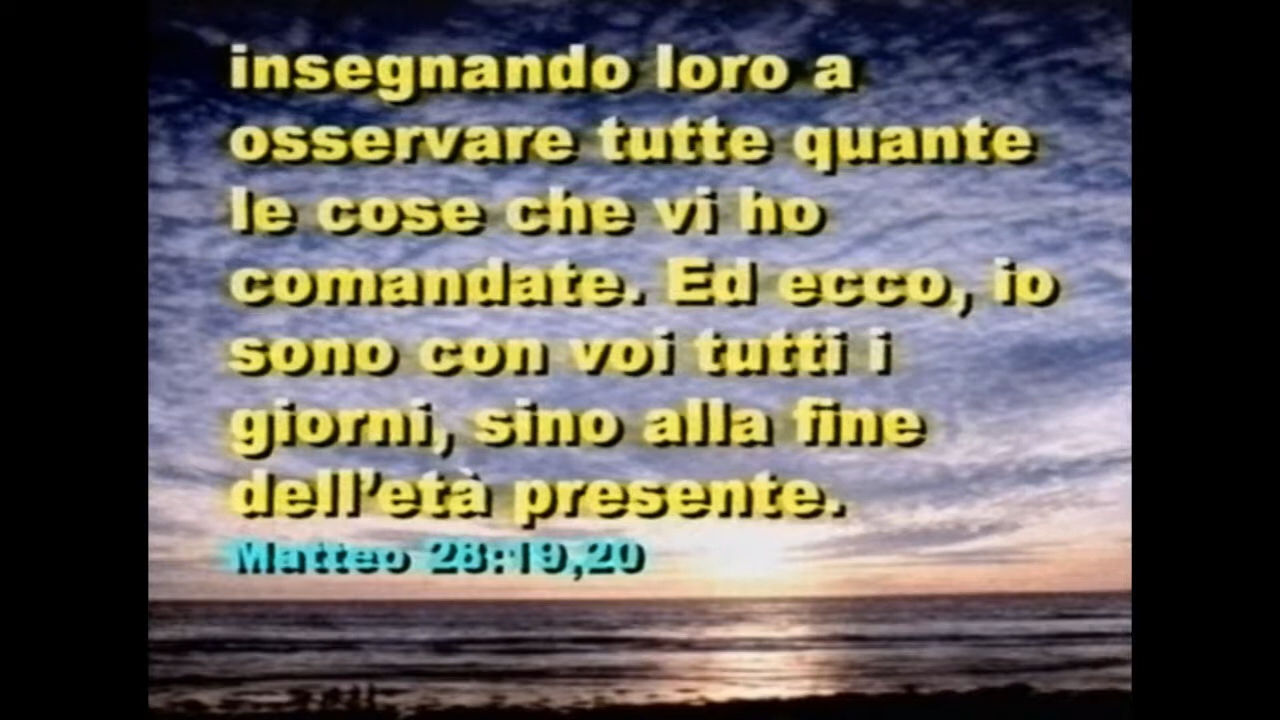 insegnando loro a
osservare tutte quante
le cose che vi ho
comandate. Ed ecco, io
sono con voi tutti i
giorni, sino alla fine
dell'età presente.
Matteo 28:19,20